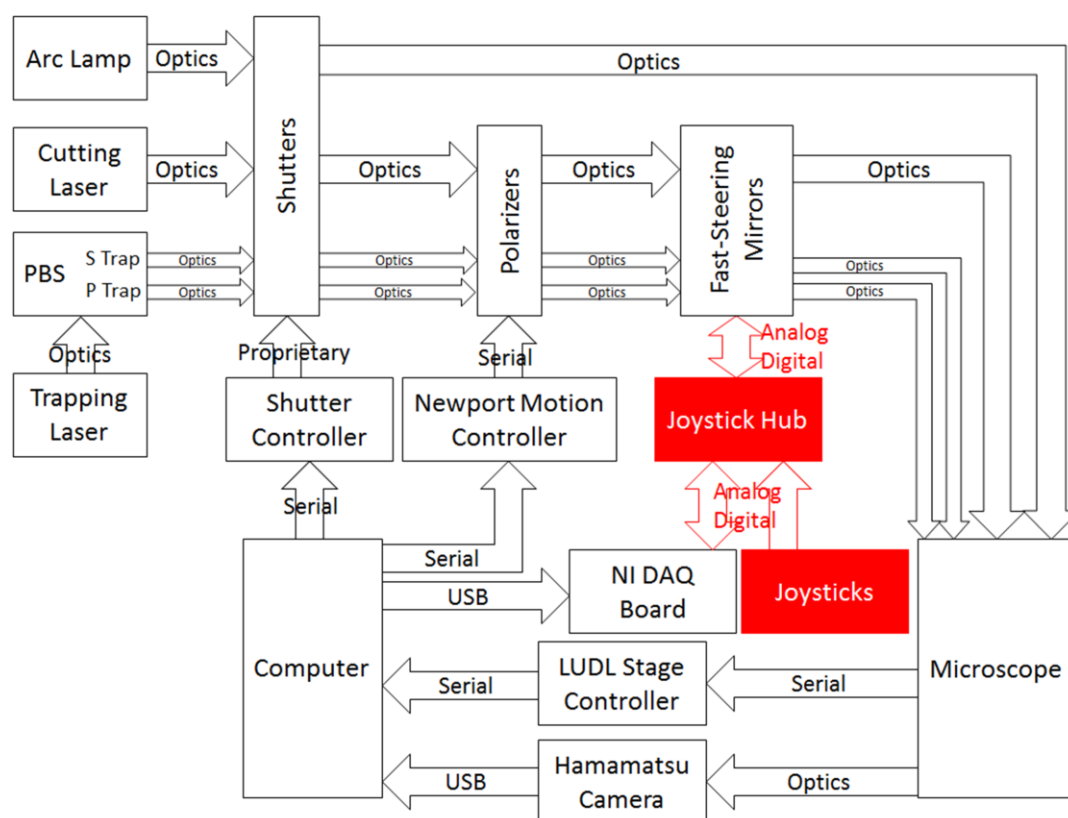 Arc Lamp
Optics
Optics
Shutters
Cutting
Laser
Optics
Optics
Polarizers
Optics
Fast-Steering
Mirrors
Optics
PBS
S Trap
P Trap
Optics
Optics
Optics
Optics
Optics
Optics
Optics
Optics
Optics
Trapping
Laser
Proprietary
Shutter
Controller
Serial
Newport Motion
Controller
Analog
Digital
Joystick Hub
Serial
Analog
Digital
Serial
USB
NI DAQ
Board
Joysticks
Computer
Serial
LUDL Stage
Controller
Serial
Microscope
USB
Hamamatsu
Camera
Optics